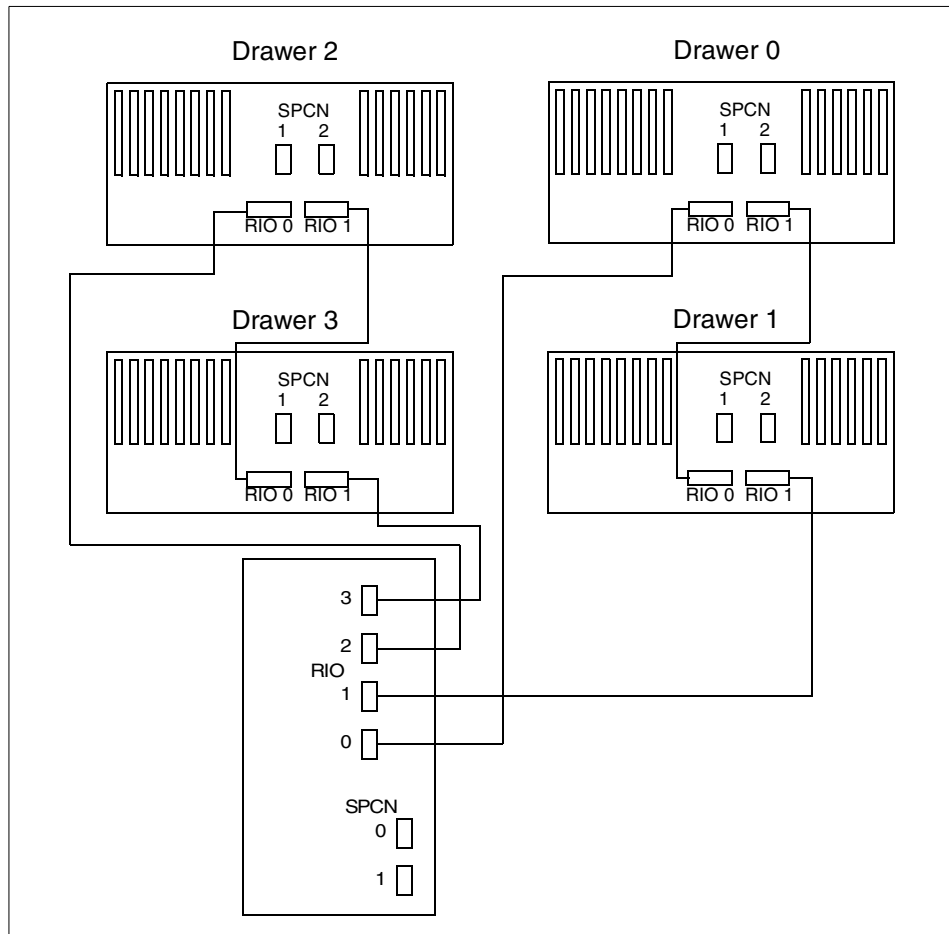 Drawer 2
SPCN
1 2
RIO 0 RIO 1
Drawer 0
SPCN
1 2
RIO 0 RIO 1
Drawer 3
SPCN
1 2
RIO 0 RIO 1
Drawer 1
SPCN
1 2
RIO 0 RIO 1
3
2
RIO
1
0
SPCN
0
1